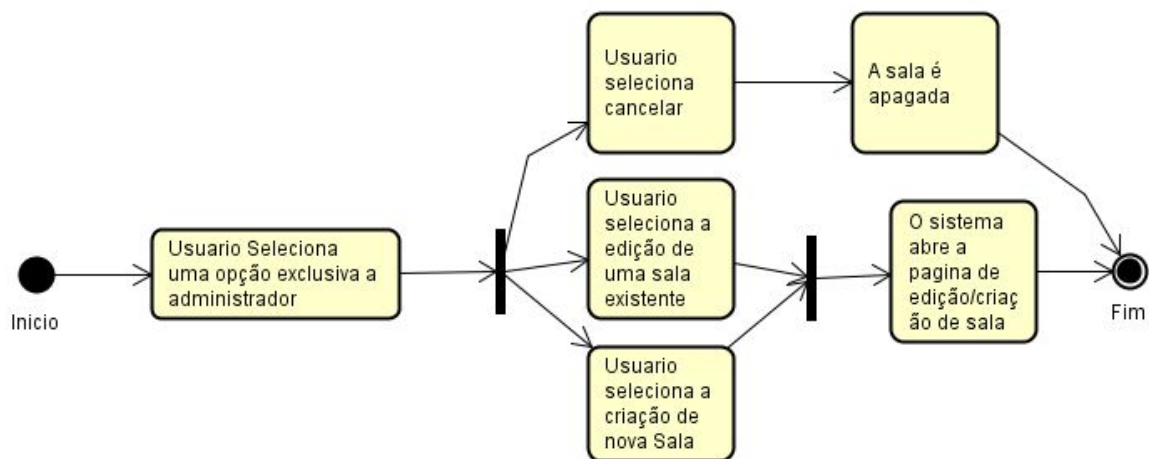 Inicio
Usuario Seleciona
uma opção exclusiva a
administrador
Usuario
seleciona
cancelar
A sala é
apagada
Usuario
seleciona a
edição de
uma sala
existente
Usuario
seleciona a
criação de
nova Sala
O sistema
abre a
pagina de
edição/criaç
ão de sala
Fim